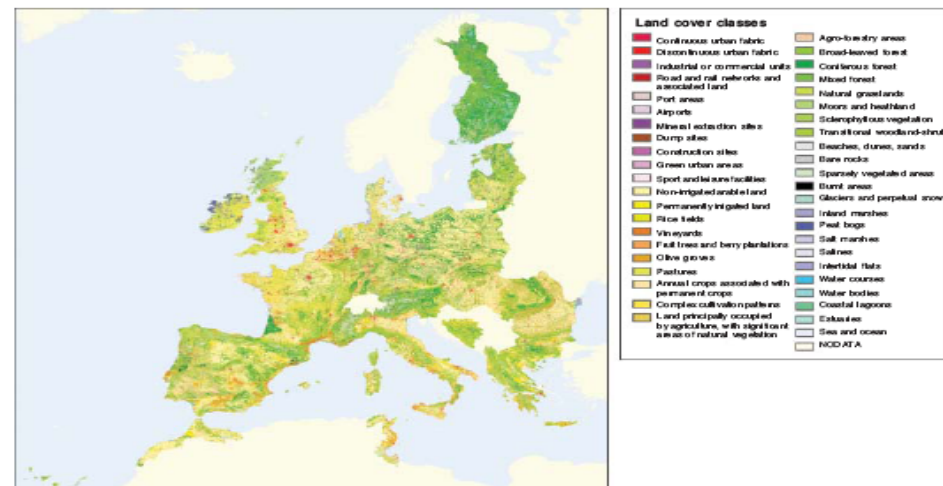 Land cover classes
Continuous urban fabric
Discontinuous urban fabric
Industrial or commercial units
Road and rail networks and
associated land
Port areas
Airports
Mineral extraction sites
Dump sites
Construction sites
Green urban areas
Sport and leisure facilities
Non-irrigated arable land
Permanently irrigated land
Rice fields
Vineyards
Fruit trees and berry plantations
Olive groves
Pastures
Annual crops associated with
permanent crops
Complex cultivation patterns
Land principally occupied
by agriculture, with significant
areas of natural vegetation
Agro-forestry areas
Broad-leaved forest
Coniferous forest
Mixed forest
Natural grasslands
Moors and heathland
Sclerophyllous vegetation
Transitional woodland-shrub
Beaches, dunes, sands
Bare rocks
Sparsely vegetated areas
Burnt areas
Glaciers and perpetual snow
Inland marshes
Peat bogs
Salt marshes
Salines
Intertidal flats
Water courses
Water bodies
Coastal lagoons
Estuaries
Sea and ocean
NODATA